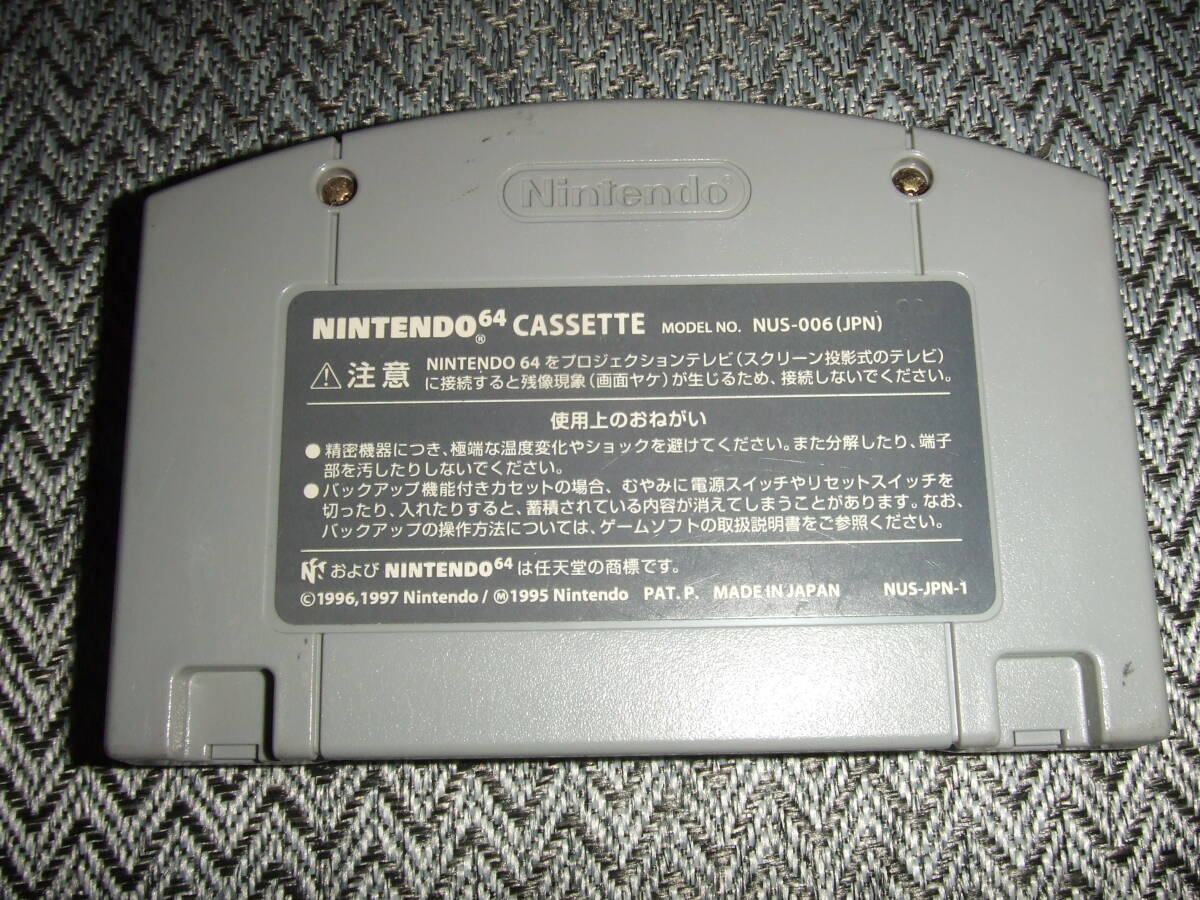 Nintendo®
NINTENDO⁶⁴® CASSETTE MODEL NO. NUS-006(JPN)
⚠注意
NINTENDO 64をプロジェクションテレビ(スクリーン投影式のテレビ)
に接続すると残像現象(画面ヤケ)が生じるため、接続しないでください。
使用上のおねがい
●精密機器につき、極端な温度変化やショックを避けてください。また分解したり、端子
部を汚したりしないでください。
●バックアップ機能付きカセットの場合、むやみに電源スイッチやリセットスイッチを
切ったり、入れたりすると、蓄積されている内容が消えてしまうことがあります。なお、
バックアップの操作方法については、ゲームソフトの取扱説明書をご参照ください。
および NINTENDO⁶⁴ は任天堂の商標です。
©1996,1997 Nintendo/Ⓜ1995 Nintendo PAT. P. MADE IN JAPAN NUS-JPN-1